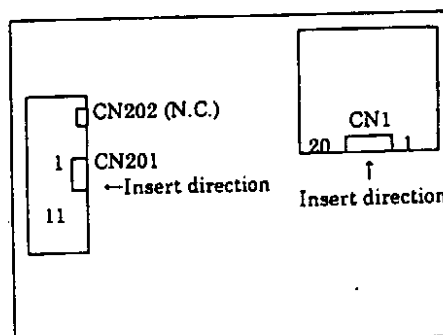 CN202 (N.C.)
1 CN201
←Insert direction
11
CN1
20 1
↑
Insert direction